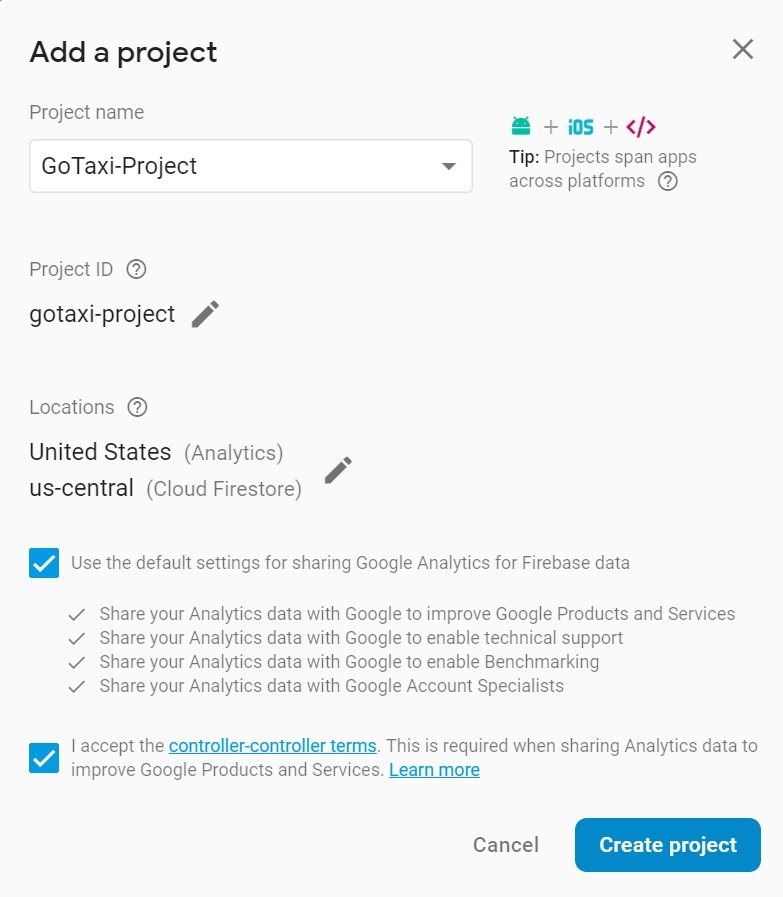 Add a project
Project name
GoTaxi-Project
iOS
Tip: Projects span apps
across platforms
Project ID
gotaxi-project
Locations
United States (Analytics)
us-central (Cloud Firestore)
Use the default settings for sharing Google Analytics for Firebase data
Share your Analytics data with Google to improve Google Products and Services
Share your Analytics data with Google to enable technical support
Share your Analytics data with Google to enable Benchmarking
Share your Analytics data with Google Account Specialists
I accept the controller-controller terms. This is required when sharing Analytics data to
improve Google Products and Services. Learn more
Cancel
Create project